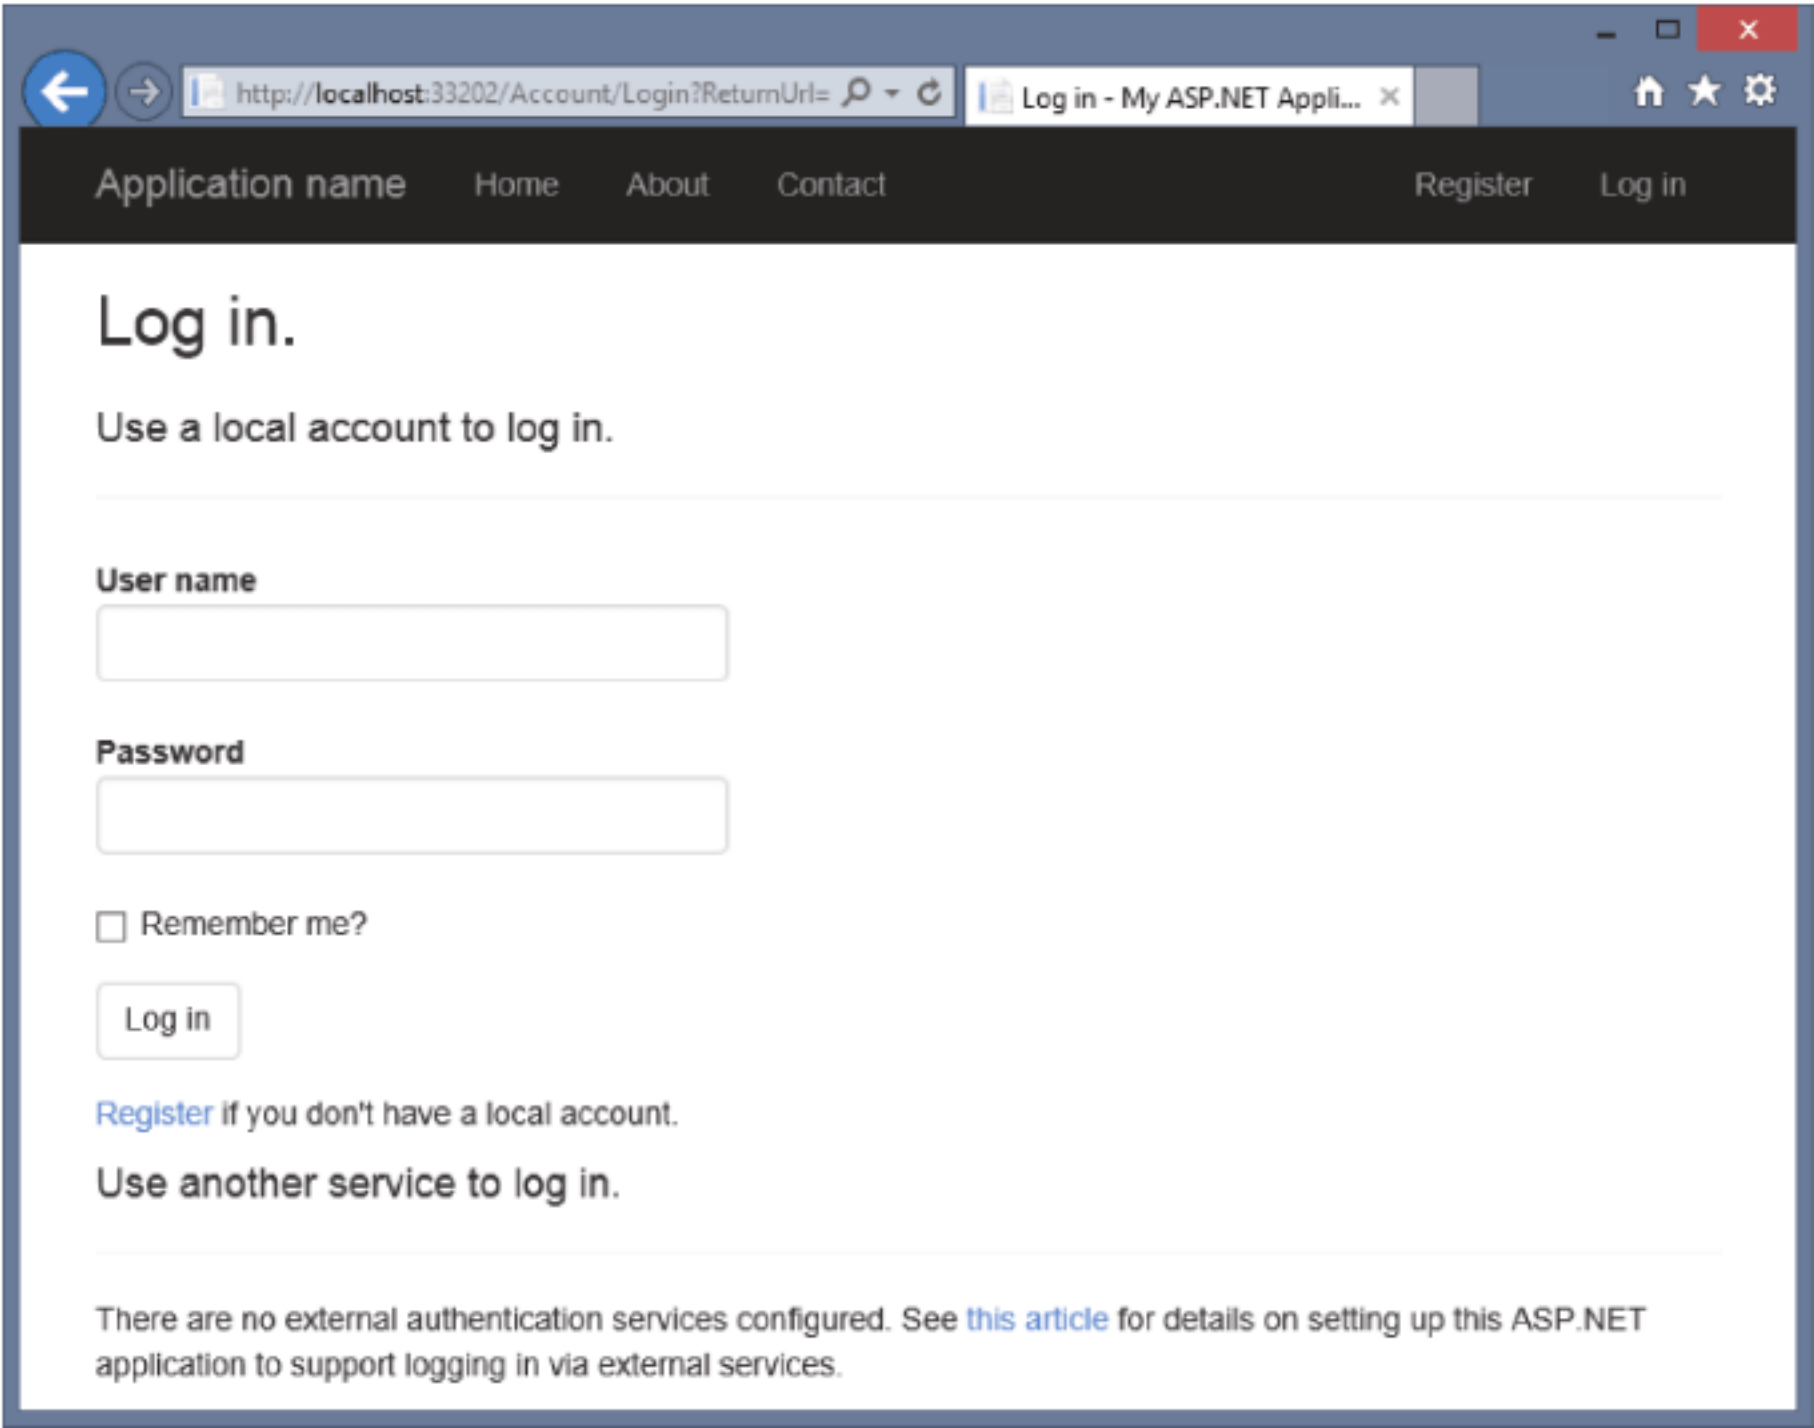 http://localhost:33202/Account/Login?ReturnUrl=
Log in - My ASP.NET Appli...
Application name Home About Contact Register Log in
Log in.
Use a local account to log in.
User name
Password
Remember me?
Log in
Register if you don't have a local account.
Use another service to log in.
There are no external authentication services configured. See this article for details on setting up this ASP.NET
application to support logging in via external services.